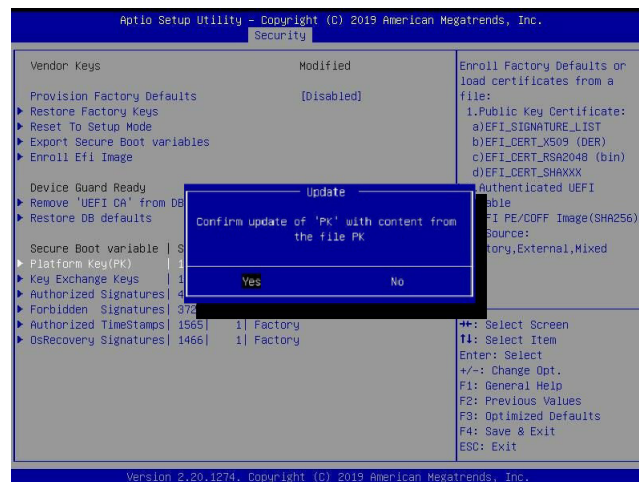 Aptio Setup Utility – Copyright (C) 2019 American Megatrends, Inc.
Security
Vendor Keys Modified
Provision Factory Defaults [Disabled]
Restore Factory Keys
Reset To Setup Mode
Export Secure Boot variables
Enroll Efi Image
Device Guard Ready
Remove 'UEFI CA' from DB
Restore DB defaults
Secure Boot variable | S
Platform Key(PK) | 1
Key Exchange Keys | 1
Authorized Signatures| 4
Forbidden Signatures| 372
Authorized TimeStamps| 1565| 1| Factory
OsRecovery Signatures| 1466| 1| Factory
Update
Confirm update of 'PK' with content from
the file PK
Yes No
Enroll Factory Defaults or
load certificates from a
file:
1.Public Key Certificate:
a)EFI_SIGNATURE_LIST
b)EFI_CERT_X509 (DER)
c)EFI_CERT_RSA2048 (bin)
d)EFI_CERT_SHAXXX
.Authenticated UEFI
able
FI PE/COFF Image(SHA256)
Source:
tory,External,Mixed
→←: Select Screen
↑↓: Select Item
Enter: Select
+/-: Change Opt.
F1: General Help
F2: Previous Values
F3: Optimized Defaults
F4: Save & Exit
ESC: Exit
Version 2.20.1274. Copyright (C) 2019 American Megatrends, Inc.